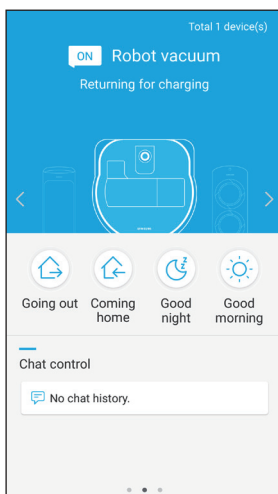 Total 1 device(s)
ON Robot vacuum
Returning for charging
Going out
Coming
home
Good
night
Good
morning
Chat control
No chat history.